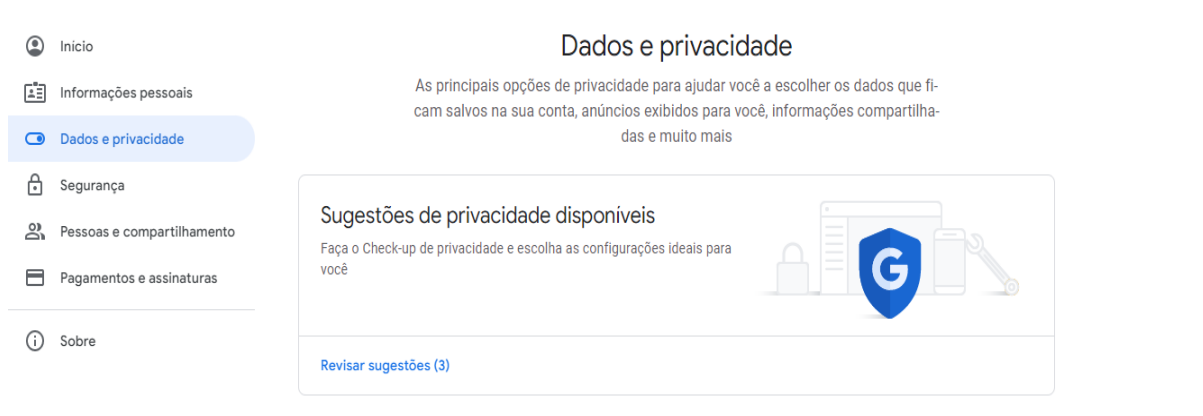 Início
Informações pessoais
Dados e privacidade
Segurança
Pessoas e compartilhamento
Pagamentos e assinaturas
Sobre
Dados e privacidade
As principais opções de privacidade para ajudar você a escolher os dados que fi-
cam salvos na sua conta, anúncios exibidos para você, informações compartilha-
das e muito mais
Sugestões de privacidade disponíveis
Faça o Check-up de privacidade e escolha as configurações ideais para
você
G
Revisar sugestões (3)